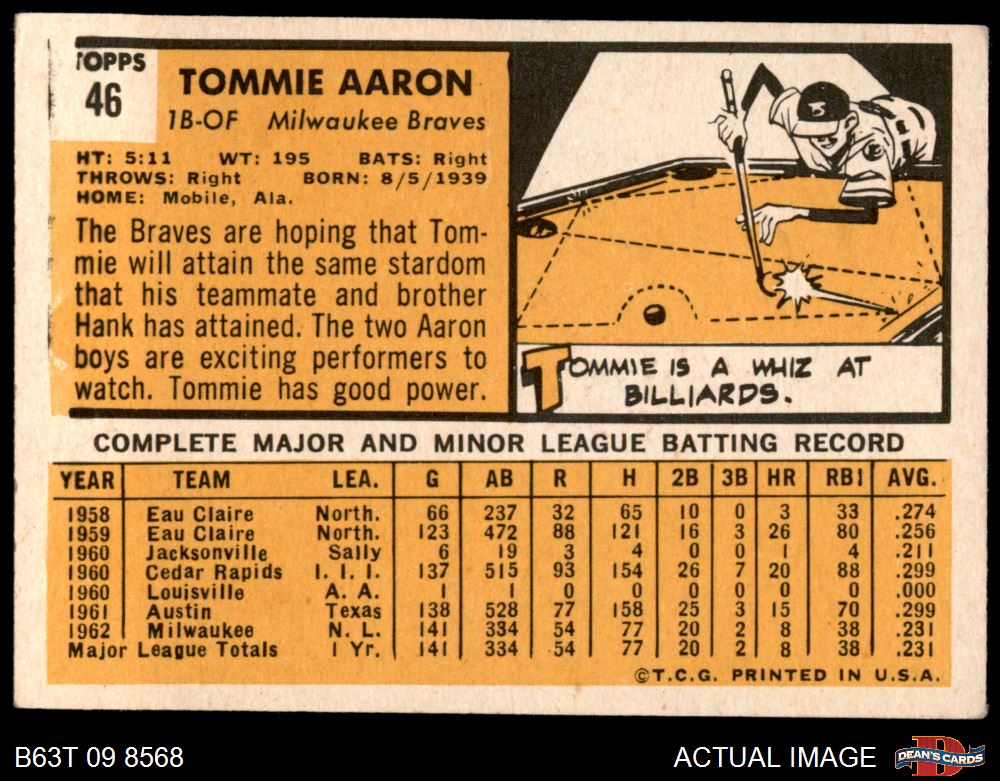 TOPPS
46
TOMMIE AARON
1B-OF Milwaukee Braves
HT: 5:11 WT: 195 BATS: Right
THROWS: Right BORN: 8/5/1939
HOME: Mobile, Ala.
The Braves are hoping that Tom-
mie will attain the same stardom
that his teammate and brother
Hank has attained. The two Aaron
boys are exciting performers to
watch. Tommie has good power.
B
TOMMIE IS A WHIZ AT
BILLIARDS.
COMPLETE MAJOR AND MINOR LEAGUE BATTING RECORD
YEAR TEAM LEA. G AB R H 2B 3B HR RBI AVG.
1958 Eau Claire North. 66 237 32 65 10 0 3 33 .274
1959 Eau Claire North. 123 472 88 121 16 3 26 80 .256
1960 Jacksonville Sally 6 19 3 4 0 0 1 4 .211
1960 Cedar Rapids I. I. I. 137 515 93 154 26 7 20 88 .299
1960 Louisville A. A. 1 1 0 0 0 0 0 0 .000
1961 Austin Texas 138 528 77 158 25 3 15 70 .299
1962 Milwaukee N. L. 141 334 54 77 20 2 8 38 .231
Major League Totals 1 Yr. 141 334 54 77 20 2 8 38 .231
©T.C.G. PRINTED IN U.S.A.
B63T 09 8568 ACTUAL IMAGE
D
DEAN'S CARDS